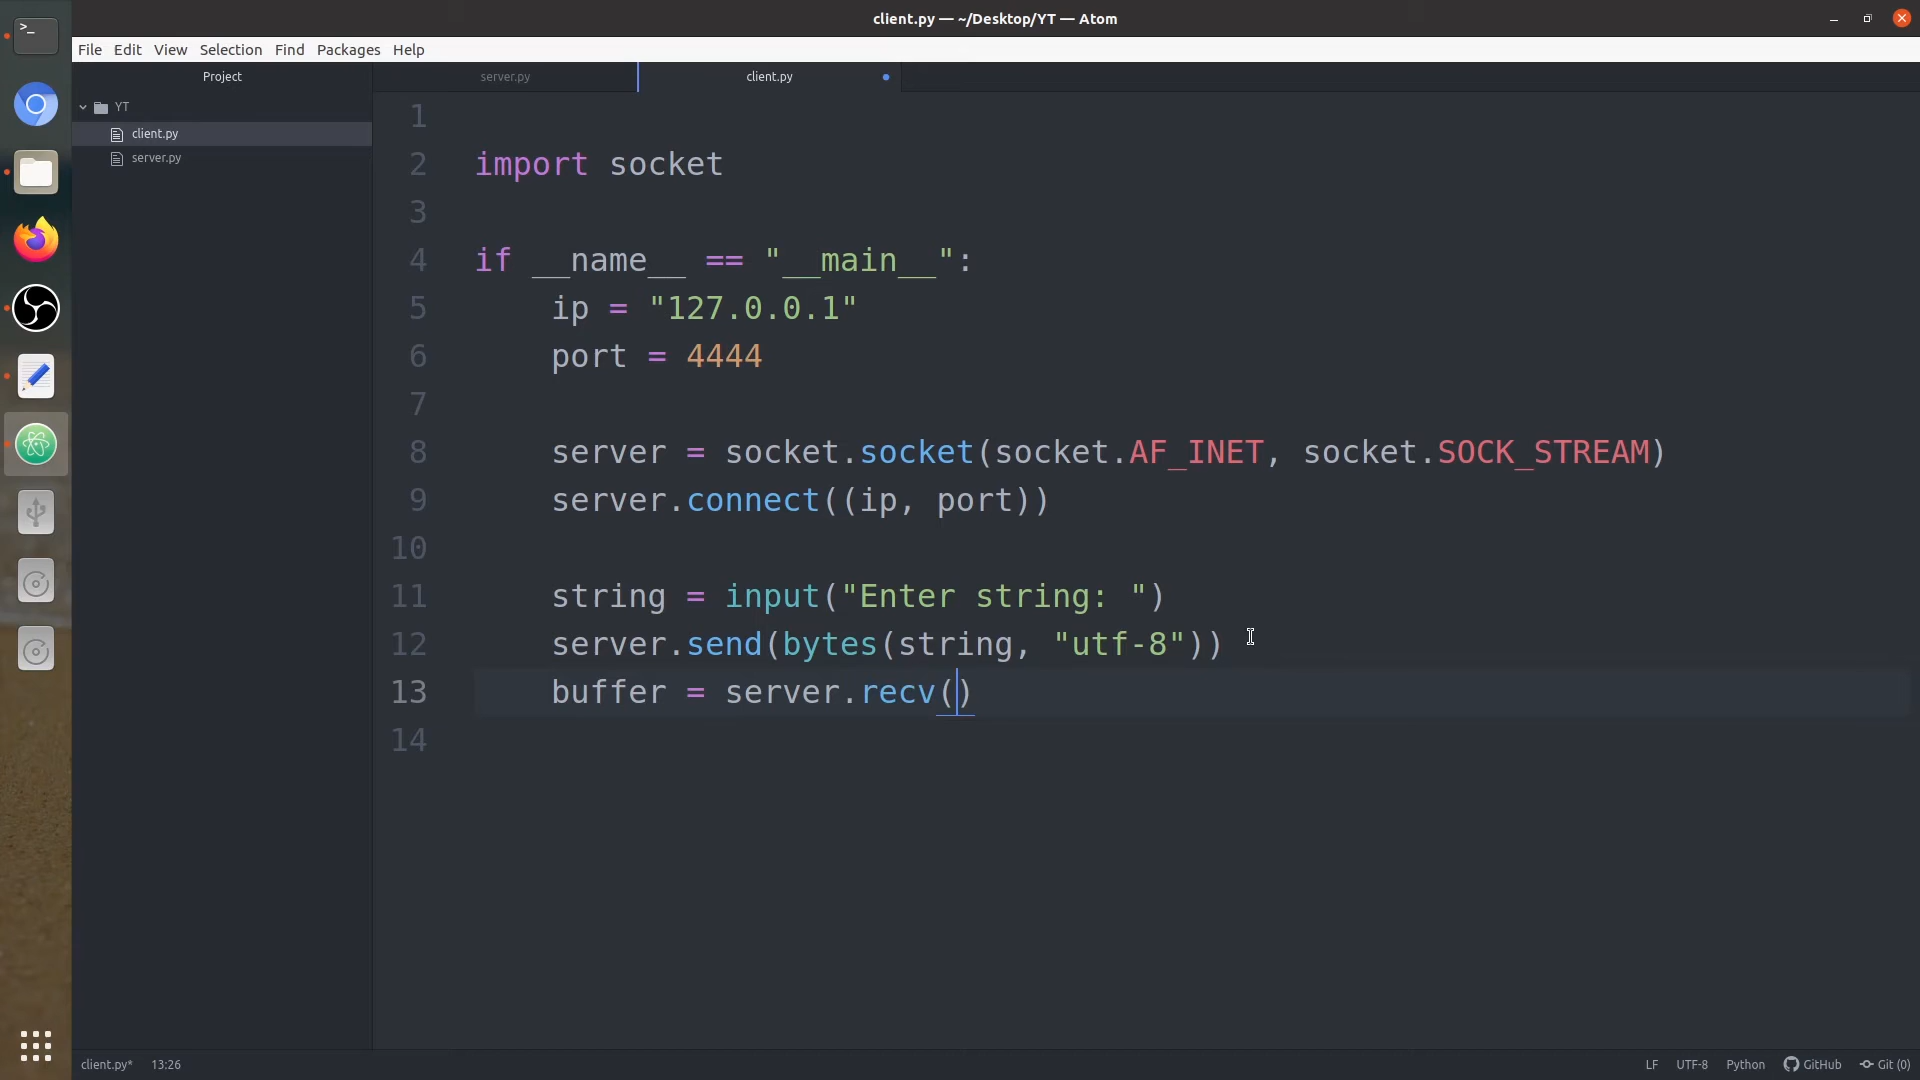 client.py — ~/Desktop/YT — Atom
File Edit View Selection Find Packages Help
Project
server.py
client.py
YT
client.py
server.py
1
2 import socket
3
4 if __name__ == "__main__":
5 ip = "127.0.0.1"
6 port = 4444
7
8 server = socket.socket(socket.AF_INET, socket.SOCK_STREAM)
9 server.connect((ip, port))
10
11 string = input("Enter string: ")
12 server.send(bytes(string, "utf-8"))
13 buffer = server.recv()
14
client.py* 13:26 LF UTF-8 Python GitHub Git (0)